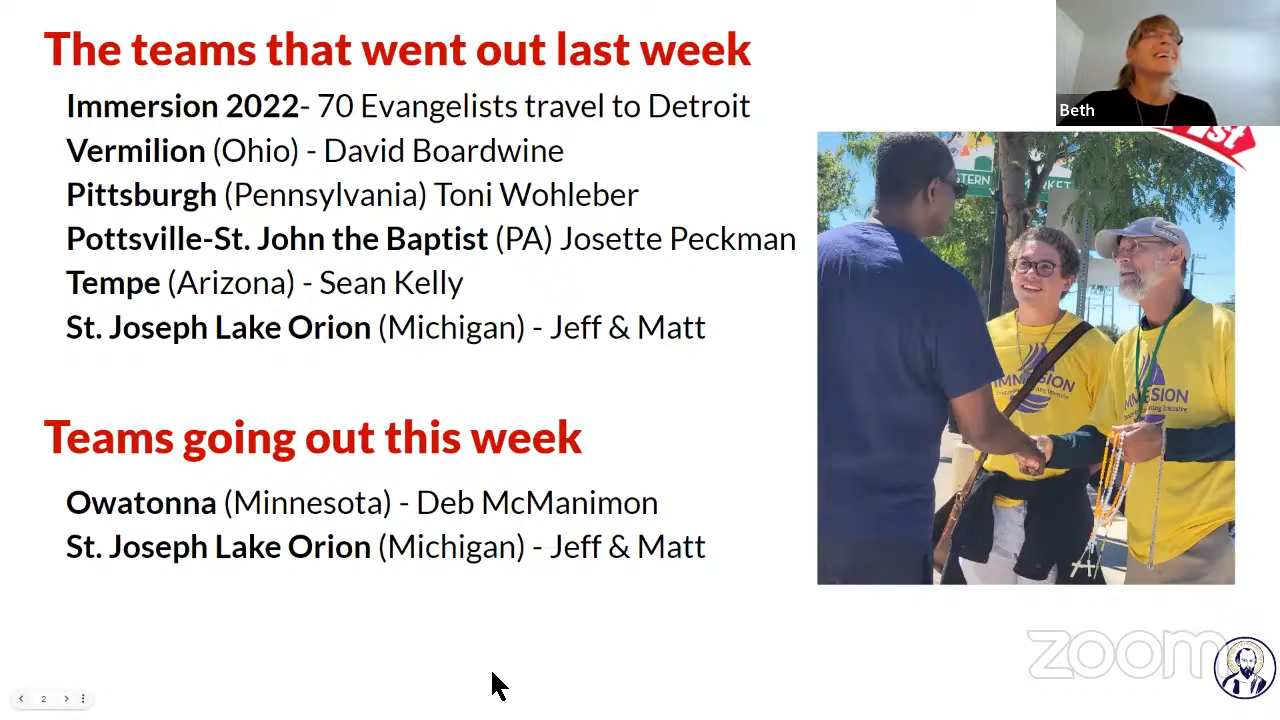 The teams that went out last week
Immersion 2022- 70 Evangelists travel to Detroit
Vermilion (Ohio) - David Boardwine
Pittsburgh (Pennsylvania) Toni Wohleber
Pottsville-St. John the Baptist (PA) Josette Peckman
Tempe (Arizona) - Sean Kelly
St. Joseph Lake Orion (Michigan) - Jeff & Matt
Teams going out this week
Owatonna (Minnesota) - Deb McManimon
St. Joseph Lake Orion (Michigan) - Jeff & Matt
Beth
MARKET
IMMERSION
zoom
2